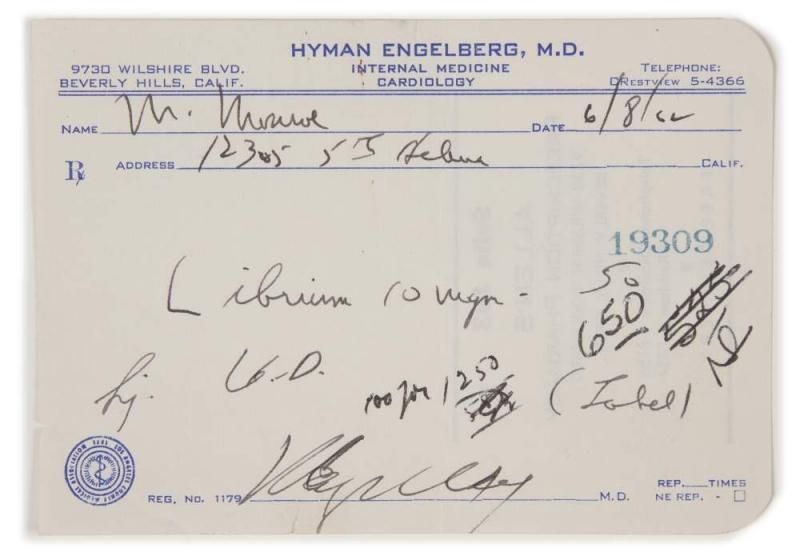 HYMAN ENGELBERG, M.D.
9730 WILSHIRE BLVD. INTERNAL MEDICINE TELEPHONE:
BEVERLY HILLS, CALIF. CARDIOLOGY CRESTVIEW 5-4366
NAME M. Monroe DATE 6/8/62
℞ ADDRESS 12305 5th Helena CALIF.
19309
Librium 10 mgm - 50
650
U.D.
100 for 1250 (Label)
REG. NO. 1179 M.D.
REP. TIMES
NE REP. - □